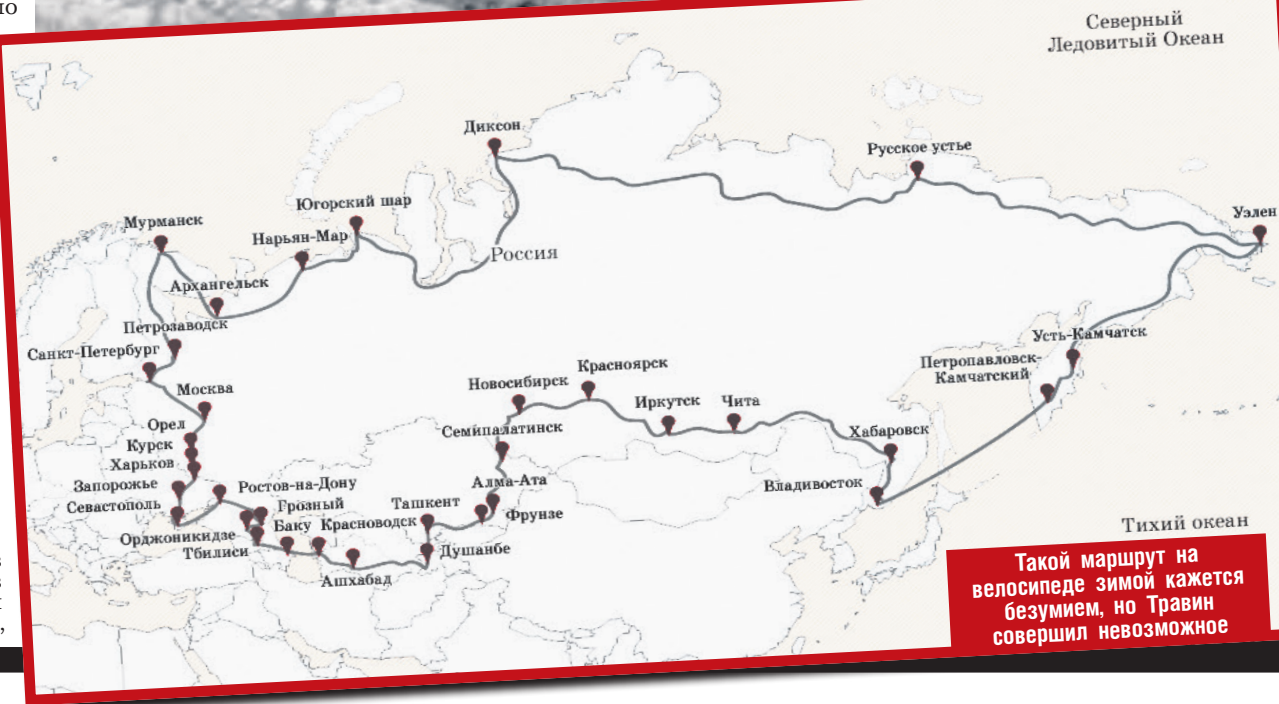 но
Северный
Ледовитый Океан
Диксон
Русское устье
Уэлен
Югорский шар
Мурманск
Нарьян-Мар
Россия
Архангельск
Петрозаводск
Санкт-Петербург
Усть-Камчатск
Петропавловск-
Камчатский
Красноярск
Новосибирск
Москва
Иркутск
Чита
Орел
Семипалатинск
Хабаровск
Курск
Харьков
Запорожье
Ростов-на-Дону
Алма-Ата
Владивосток
Севастополь
Грозный
Ташкент
Фрунзе
Орджоникидзе
Баку
Красноводск
Тбилиси
Душанбе
Ашхабад
Тихий океан
Такой маршрут на
велосипеде зимой кажется
безумием, но Травин
совершил невозможное